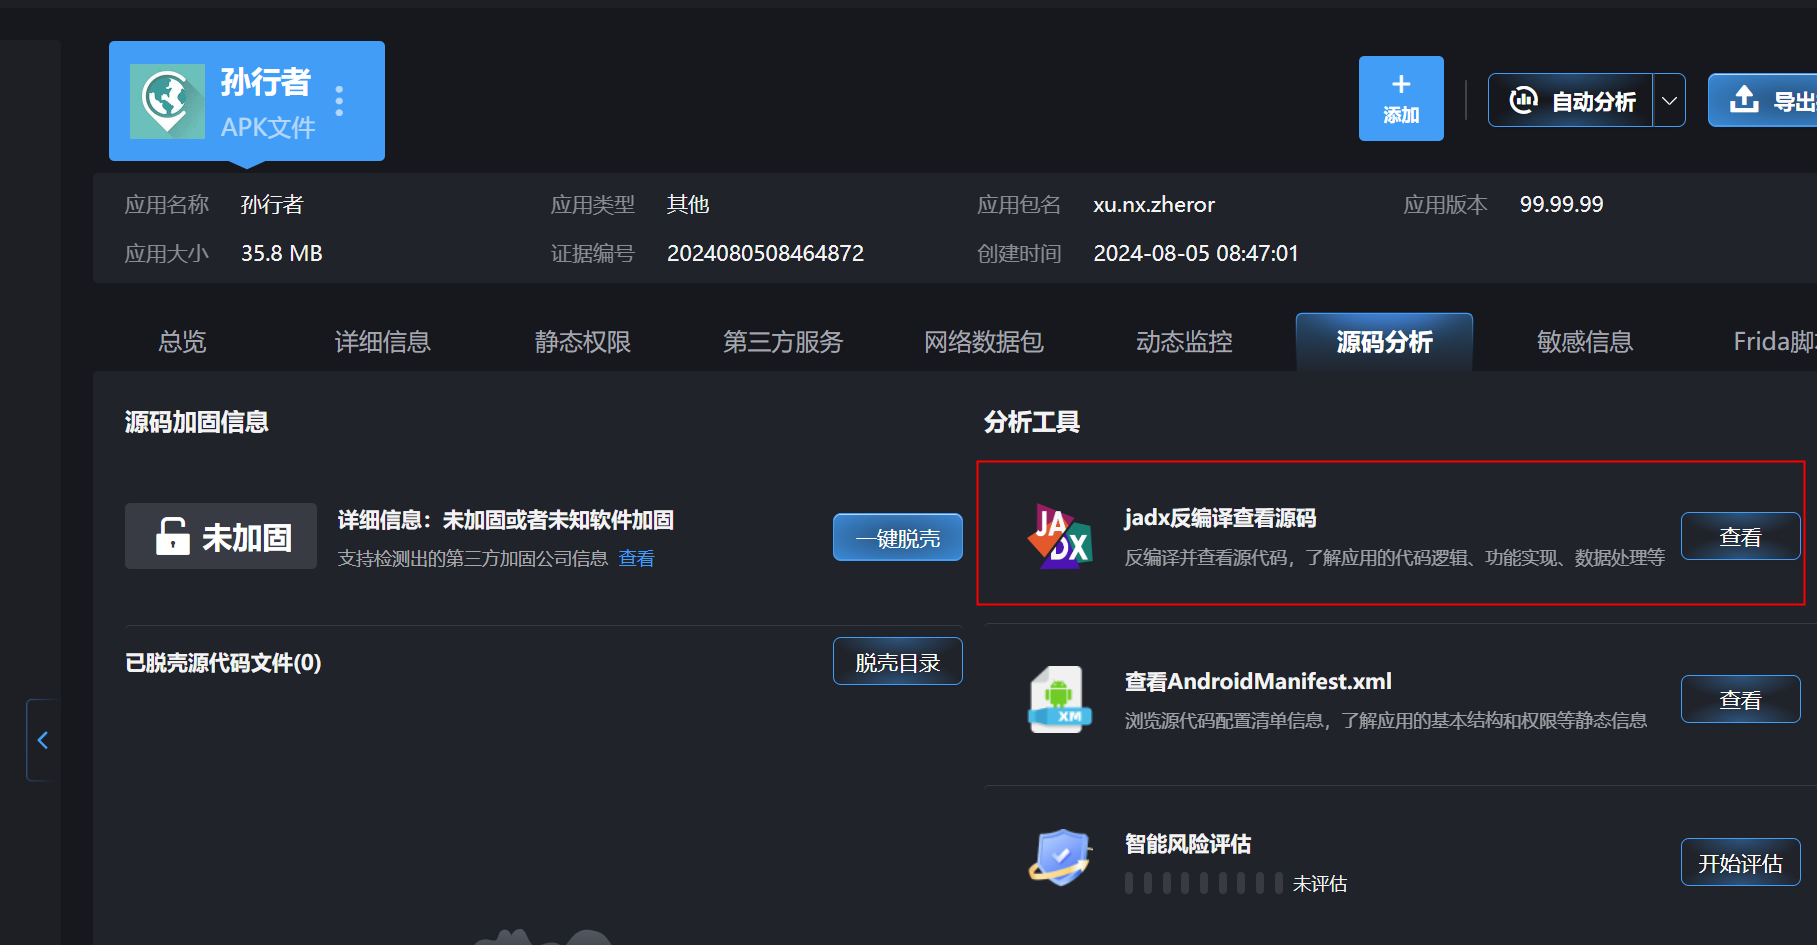 孙行者
APK文件
添加
自动分析
导出
应用名称 孙行者 应用类型 其他 应用包名 xu.nx.zheror 应用版本 99.99.99
应用大小 35.8 MB 证据编号 2024080508464872 创建时间 2024-08-05 08:47:01
总览 详细信息 静态权限 第三方服务 网络数据包 动态监控 源码分析 敏感信息 Frida脚
源码加固信息
未加固
详细信息：未加固或者未知软件加固
支持检测出的第三方加固公司信息 查看
一键脱壳
已脱壳源代码文件(0)
脱壳目录
分析工具
JADX
jadx反编译查看源码
反编译并查看源代码，了解应用的代码逻辑、功能实现、数据处理等
查看
XM
查看AndroidManifest.xml
浏览源代码配置清单信息，了解应用的基本结构和权限等静态信息
查看
智能风险评估
未评估
开始评估